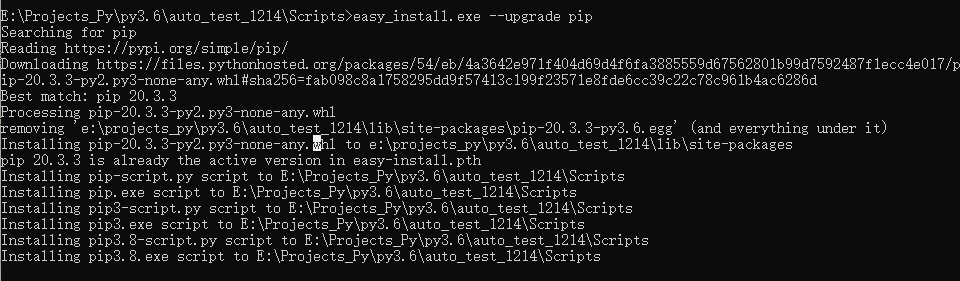 E:\Projects_Py\py3.6\auto_test_1214\Scripts>easy_install.exe --upgrade pip
Searching for pip
Reading https://pypi.org/simple/pip/
Downloading https://files.pythonhosted.org/packages/54/eb/4a3642e971f404d69d4f6fa3885559d67562801b99d7592487f1ecc4e017/p
ip-20.3.3-py2.py3-none-any.whl#sha256=fab098c8a1758295dd9f57413c199f23571e8fde6cc39c22c78c961b4ac6286d
Best match: pip 20.3.3
Processing pip-20.3.3-py2.py3-none-any.whl
removing 'e:\projects_py\py3.6\auto_test_1214\lib\site-packages\pip-20.3.3-py3.6.egg' (and everything under it)
Installing pip-20.3.3-py2.py3-none-any.whl to e:\projects_py\py3.6\auto_test_1214\lib\site-packages
pip 20.3.3 is already the active version in easy-install.pth
Installing pip-script.py script to E:\Projects_Py\py3.6\auto_test_1214\Scripts
Installing pip.exe script to E:\Projects_Py\py3.6\auto_test_1214\Scripts
Installing pip3-script.py script to E:\Projects_Py\py3.6\auto_test_1214\Scripts
Installing pip3.exe script to E:\Projects_Py\py3.6\auto_test_1214\Scripts
Installing pip3.8-script.py script to E:\Projects_Py\py3.6\auto_test_1214\Scripts
Installing pip3.8.exe script to E:\Projects_Py\py3.6\auto_test_1214\Scripts